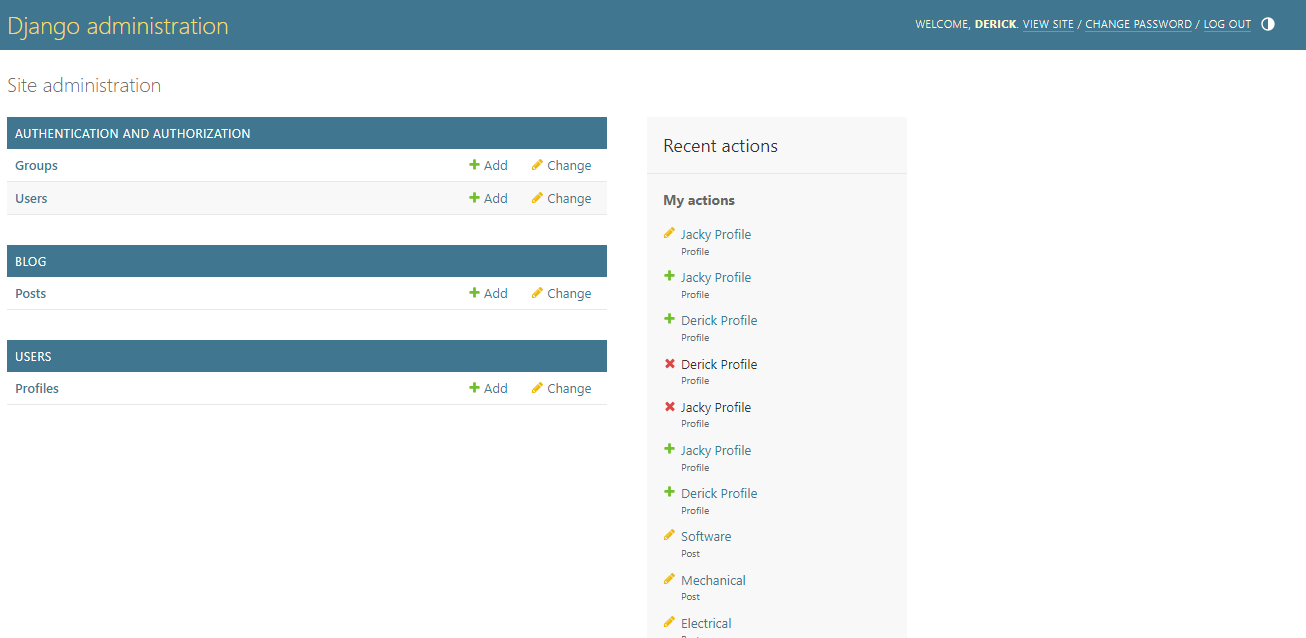 Django administration
WELCOME, DERICK. VIEW SITE / CHANGE PASSWORD / LOG OUT
Site administration
AUTHENTICATION AND AUTHORIZATION
Groups Add Change
Users Add Change
BLOG
Posts Add Change
USERS
Profiles Add Change
Recent actions
My actions
Jacky Profile
Profile
Jacky Profile
Profile
Derick Profile
Profile
Derick Profile
Profile
Jacky Profile
Profile
Jacky Profile
Profile
Derick Profile
Profile
Software
Post
Mechanical
Post
Electrical